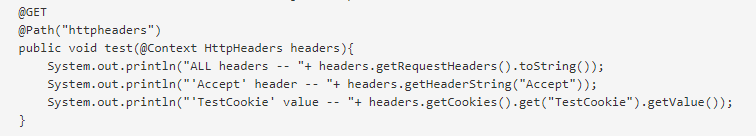 @GET
@Path("httpheaders")
public void test(@Context HttpHeaders headers){
    System.out.println("ALL headers -- "+ headers.getRequestHeaders().toString());
    System.out.println("'Accept' header -- "+ headers.getHeaderString("Accept"));
    System.out.println("'TestCookie' value -- "+ headers.getCookies().get("TestCookie").getValue());
}